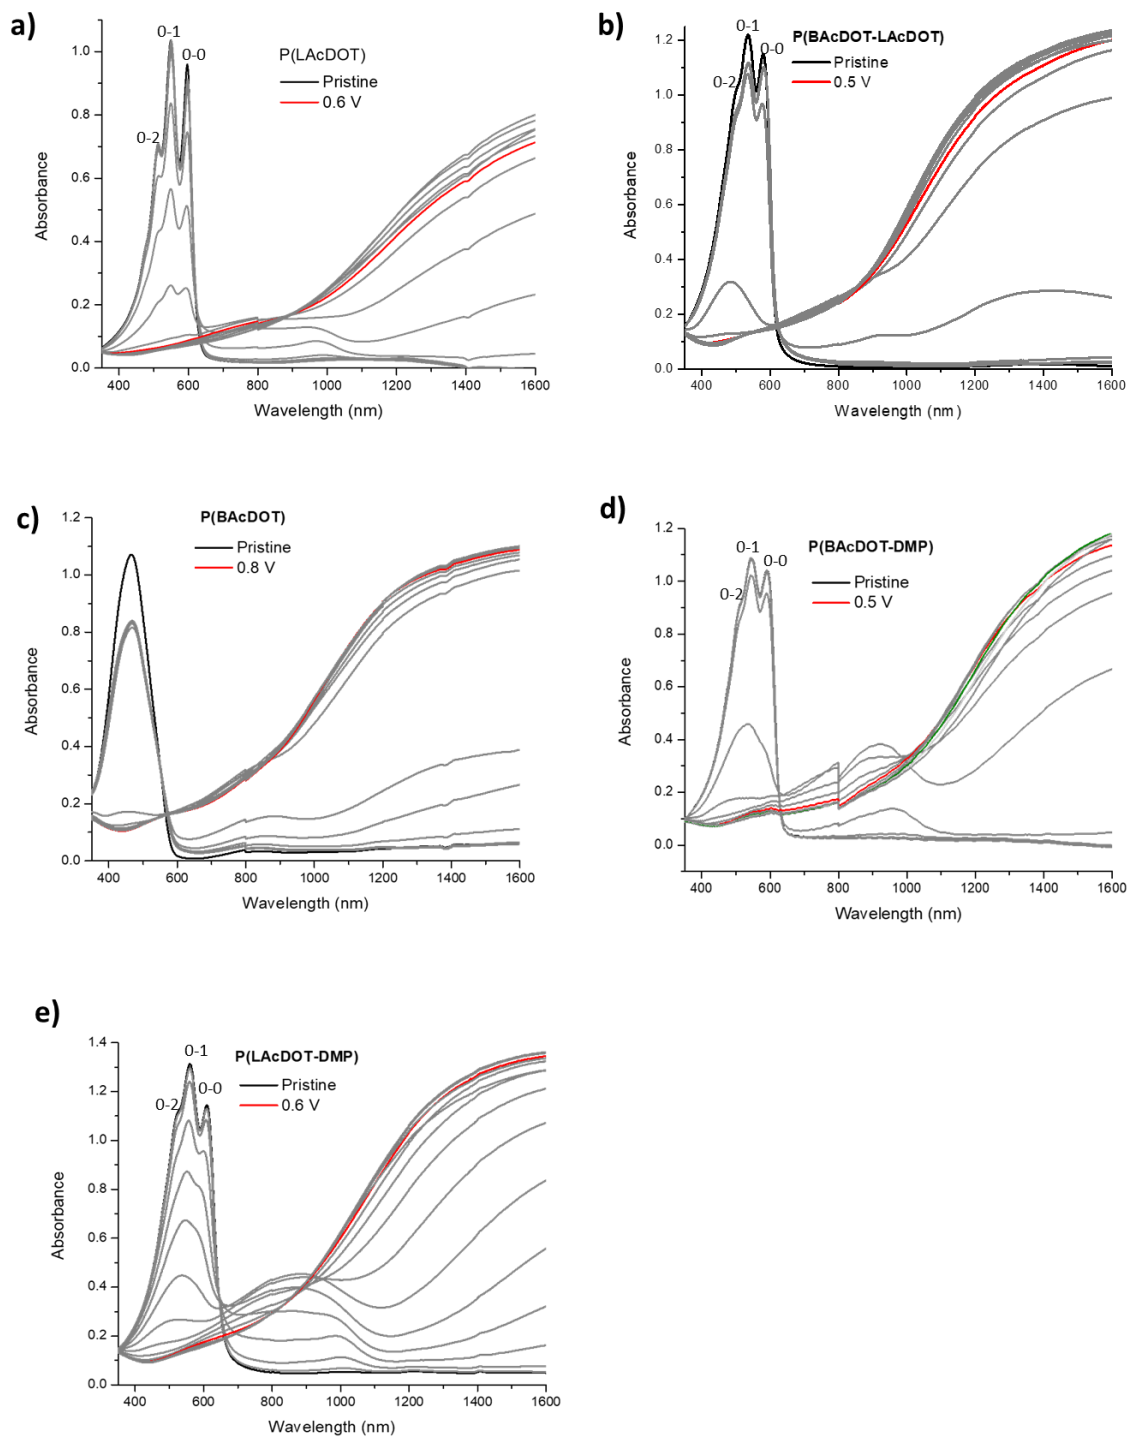 a)
P(LAcDOT)
Pristine
0.6 V
0-2
0-1
0-0
1.0
0.8
0.6
0.4
0.2
0.0
Absorbance
400 600 800 1000 1200 1400 1600
Wavelength (nm)
b)
P(BAcDOT-LAcDOT)
Pristine
0.5 V
0-2
0-1
0-0
1.2
1.0
0.8
0.6
0.4
0.2
0.0
Absorbance
400 600 800 1000 1200 1400 1600
Wavelength (nm)
c)
P(BAcDOT)
Pristine
0.8 V
1.2
1.0
0.8
0.6
0.4
0.2
0.0
Absorbance
400 600 800 1000 1200 1400 1600
Wavelength (nm)
d)
P(BAcDOT-DMP)
Pristine
0.5 V
0-2
0-1
0-0
1.2
1.0
0.8
0.6
0.4
0.2
0.0
Absorbance
400 600 800 1000 1200 1400 1600
Wavelength (nm)
e)
P(LAcDOT-DMP)
Pristine
0.6 V
0-2
0-1
0-0
1.4
1.2
1.0
0.8
0.6
0.4
0.2
0.0
Absorbance
400 600 800 1000 1200 1400 1600
Wavelength (nm)